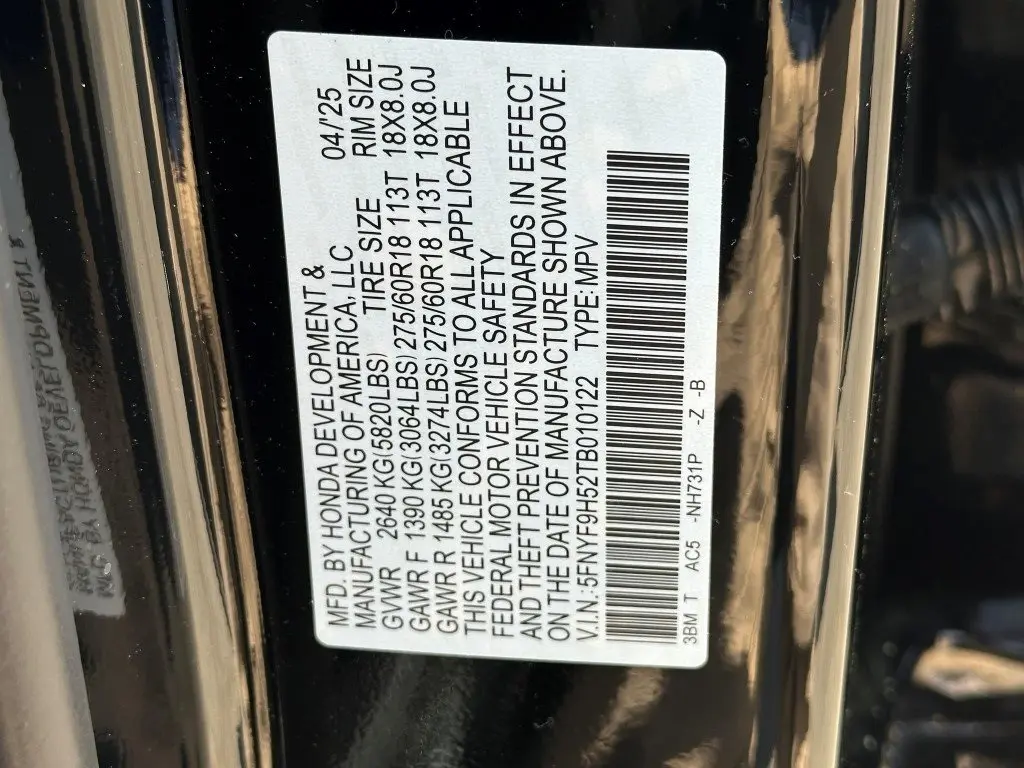 MFD. BY HONDA DEVELOPMENT &
MANUFACTURING OF AMERICA, LLC 04/'25
GVWR 2640 KG(5820LBS) TIRE SIZE RIM SIZE
GAWR F 1390 KG(3064LBS) 275/60R18 113T 18X8.0J
GAWR R 1485 KG(3274LBS) 275/60R18 113T 18X8.0J
THIS VEHICLE CONFORMS TO ALL APPLICABLE
FEDERAL MOTOR VEHICLE SAFETY
AND THEFT PREVENTION STANDARDS IN EFFECT
ON THE DATE OF MANUFACTURE SHOWN ABOVE.
V.I.N.:5FNYF9H52TB010122 TYPE:MPV
3BM T AC5 -NH731P -Z -B